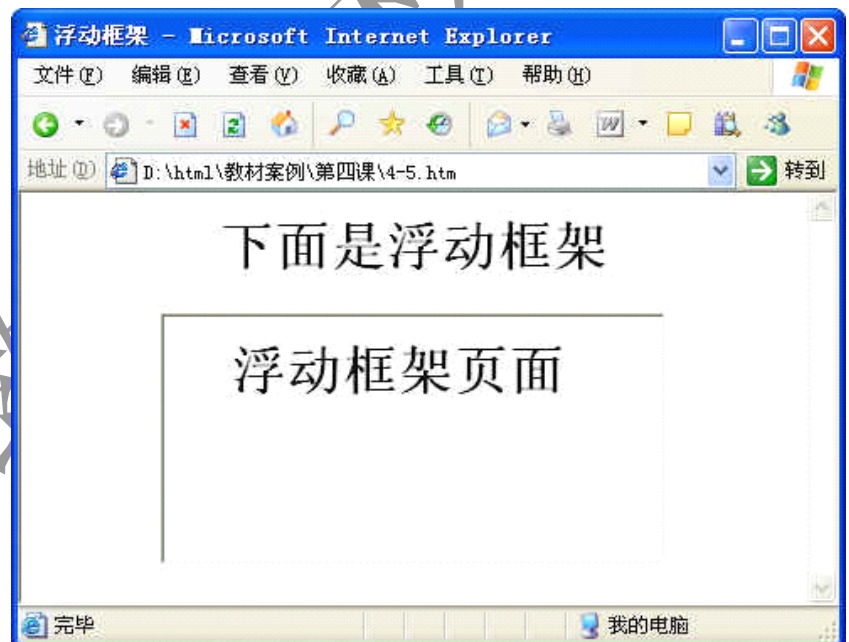 浮动框架 - Microsoft Internet Explorer
文件(F) 编辑(E) 查看(V) 收藏(A) 工具(T) 帮助(H)
地址(D) D:\html\教材案例\第四课\4-5.htm 转到
下面是浮动框架
浮动框架页面
完毕 我的电脑